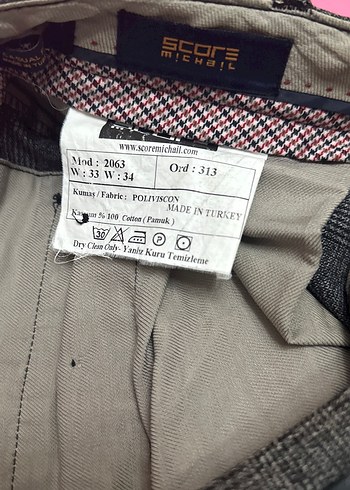 SCORE
MICHAIL
www.scoremichail.com
Mod : 2063
Ord : 313
W : 33 W : 34
Kumaş / Fabric : POLIVISCON
MADE IN TURKEY
% 100 Cotton ( Pamuk )
30 P
Dry Clean Only- Yanlız Kuru Temizleme